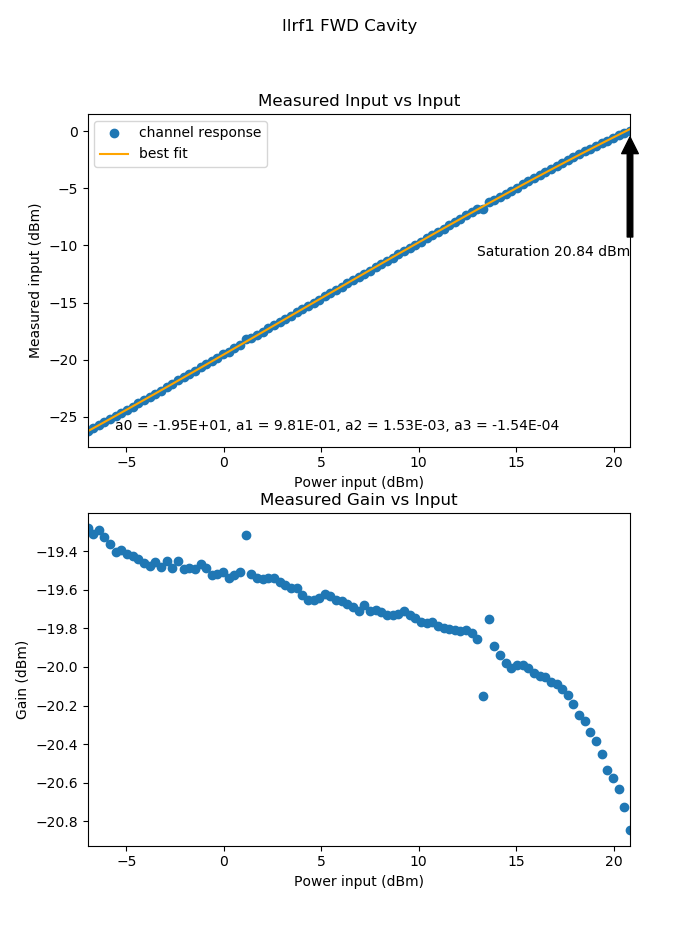 llrf1 FWD Cavity
Measured Input vs Input
channel response
best fit
0
−5
−10
−15
−20
−25
Measured input (dBm)
Saturation 20.84 dBm
a0 = -1.95E+01, a1 = 9.81E-01, a2 = 1.53E-03, a3 = -1.54E-04
−5 0 5 10 15 20
Power input (dBm)
Measured Gain vs Input
−19.4
−19.6
−19.8
−20.0
−20.2
−20.4
−20.6
−20.8
Gain (dBm)
−5 0 5 10 15 20
Power input (dBm)